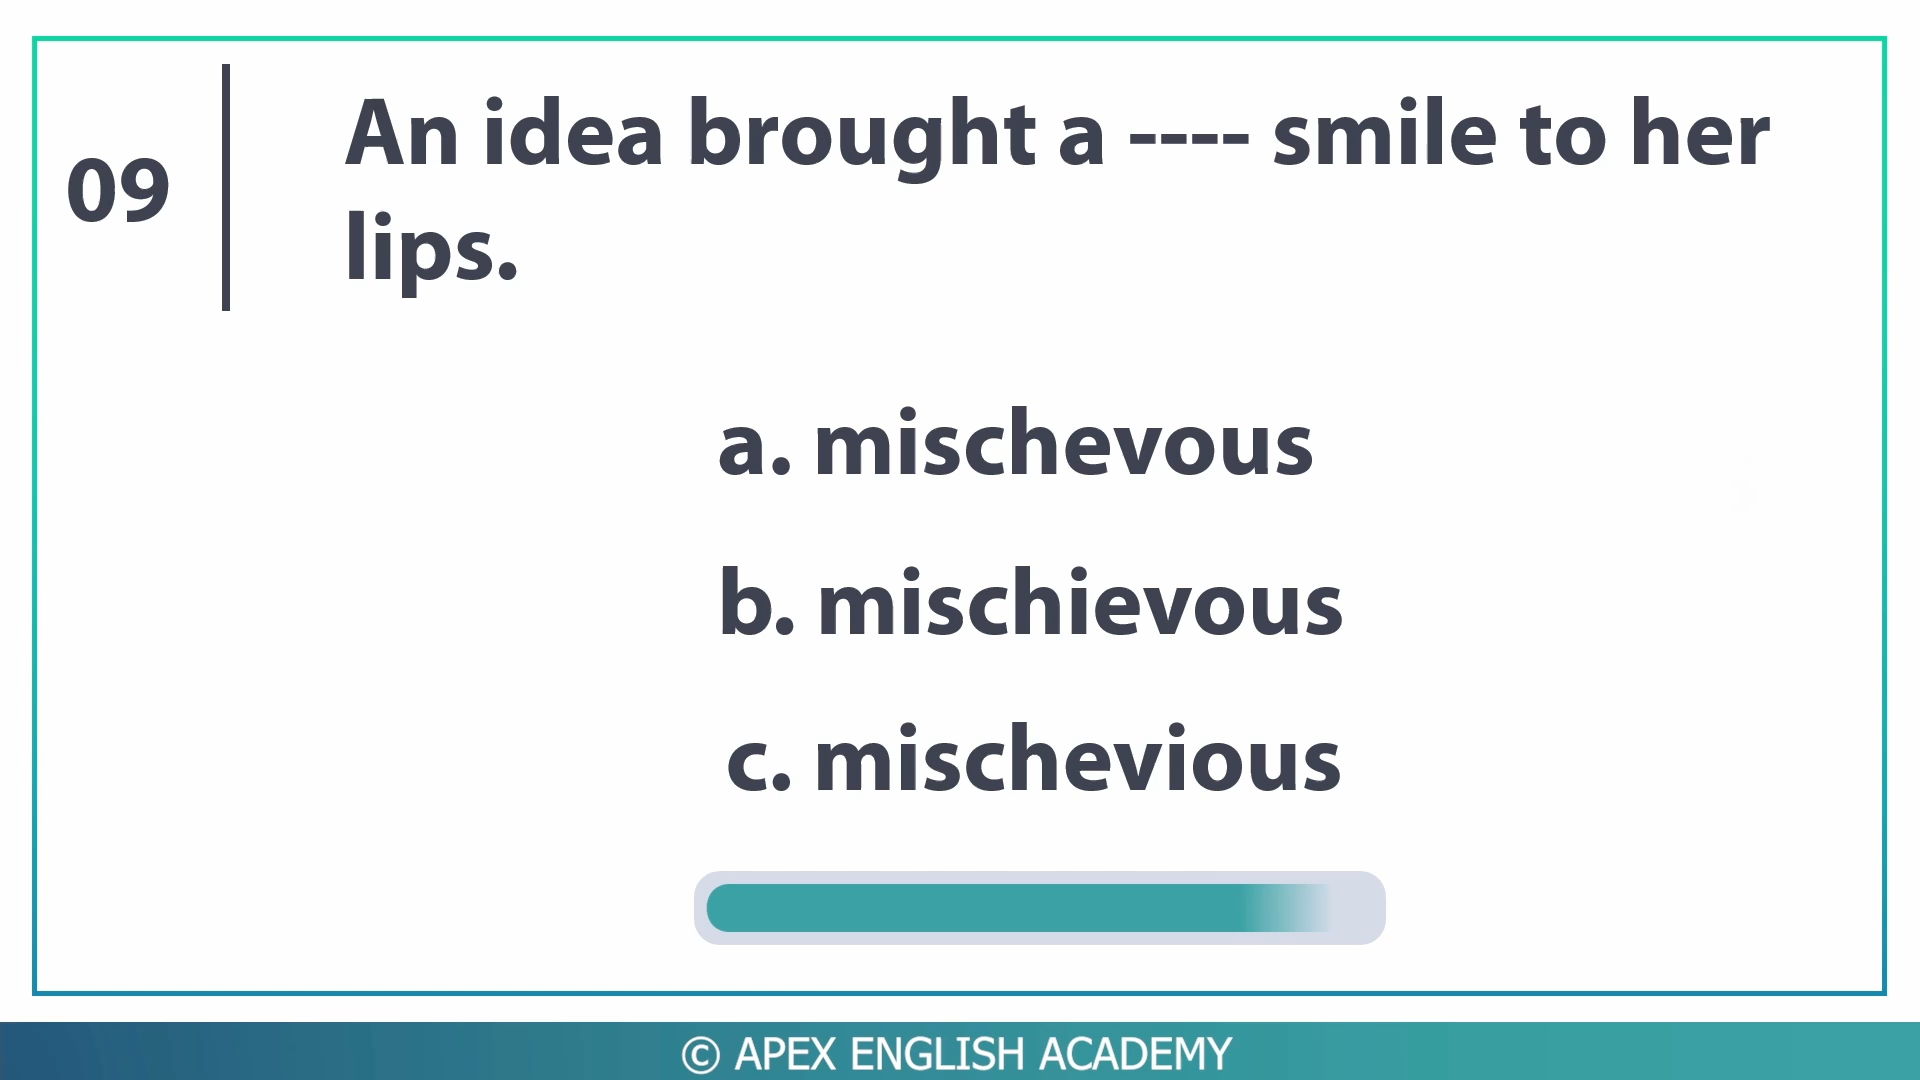 09
An idea brought a ---- smile to her
lips.
a. mischevous
b. mischievous
c. mischevious
© APEX ENGLISH ACADEMY